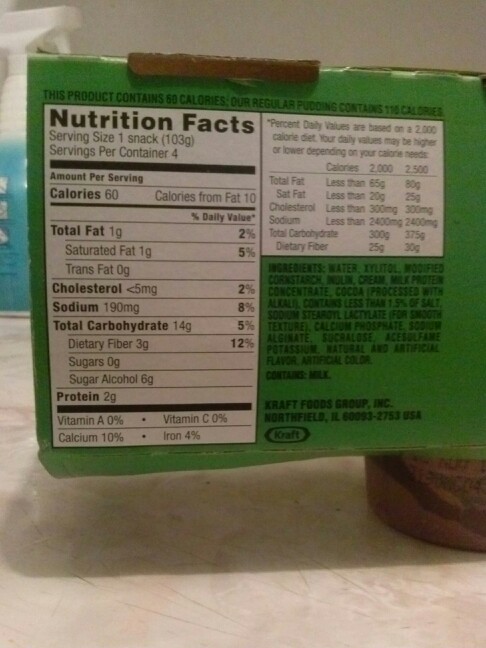 THIS PRODUCT CONTAINS 60 CALORIES; OUR REGULAR PUDDING CONTAINS 110 CALORIES.
Nutrition Facts
Serving Size 1 snack (103g)
Servings Per Container 4
Amount Per Serving
Calories 60 Calories from Fat 10
% Daily Value*
Total Fat 1g 2%
Saturated Fat 1g 5%
Trans Fat 0g
Cholesterol <5mg 2%
Sodium 190mg 8%
Total Carbohydrate 14g 5%
Dietary Fiber 3g 12%
Sugars 0g
Sugar Alcohol 6g
Protein 2g
Vitamin A 0% • Vitamin C 0%
Calcium 10% • Iron 4%
*Percent Daily Values are based on a 2,000
calorie diet. Your daily values may be higher
or lower depending on your calorie needs:
Calories 2,000 2,500
Total Fat Less than 65g 80g
Sat Fat Less than 20g 25g
Cholesterol Less than 300mg 300mg
Sodium Less than 2400mg 2400mg
Total Carbohydrate 300g 375g
Dietary Fiber 25g 30g
INGREDIENTS: WATER, XYLITOL, MODIFIED
CORNSTARCH, INULIN, CREAM, MILK PROTEIN
CONCENTRATE, COCOA (PROCESSED WITH
ALKALI), CONTAINS LESS THAN 1.5% OF SALT,
SODIUM STEAROYL LACTYLATE (FOR SMOOTH
TEXTURE), CALCIUM PHOSPHATE, SODIUM
ALGINATE, SUCRALOSE, ACESULFAME
POTASSIUM, NATURAL AND ARTIFICIAL
FLAVOR, ARTIFICIAL COLOR.
CONTAINS: MILK.
KRAFT FOODS GROUP, INC.
NORTHFIELD, IL 60093-2753 USA
Kraft